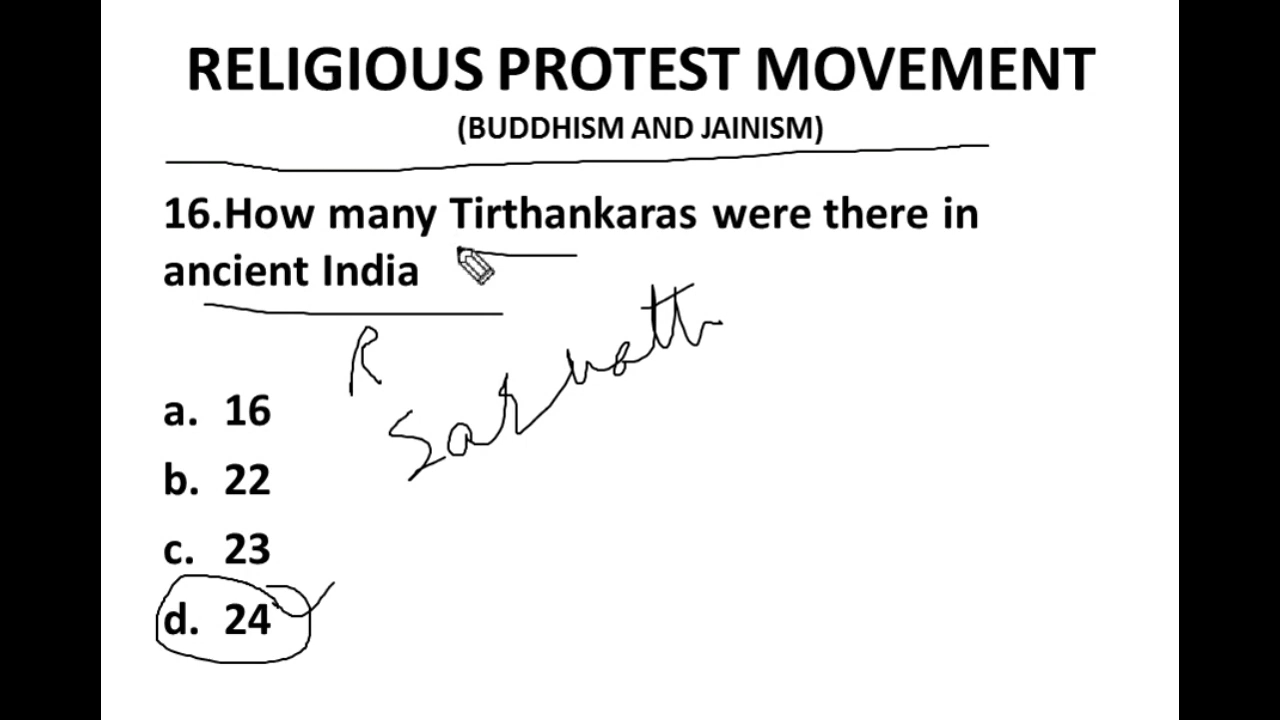 RELIGIOUS PROTEST MOVEMENT
(BUDDHISM AND JAINISM)
16.How many Tirthankaras were there in
ancient India
R
a. 16
b. 22
c. 23
d. 24